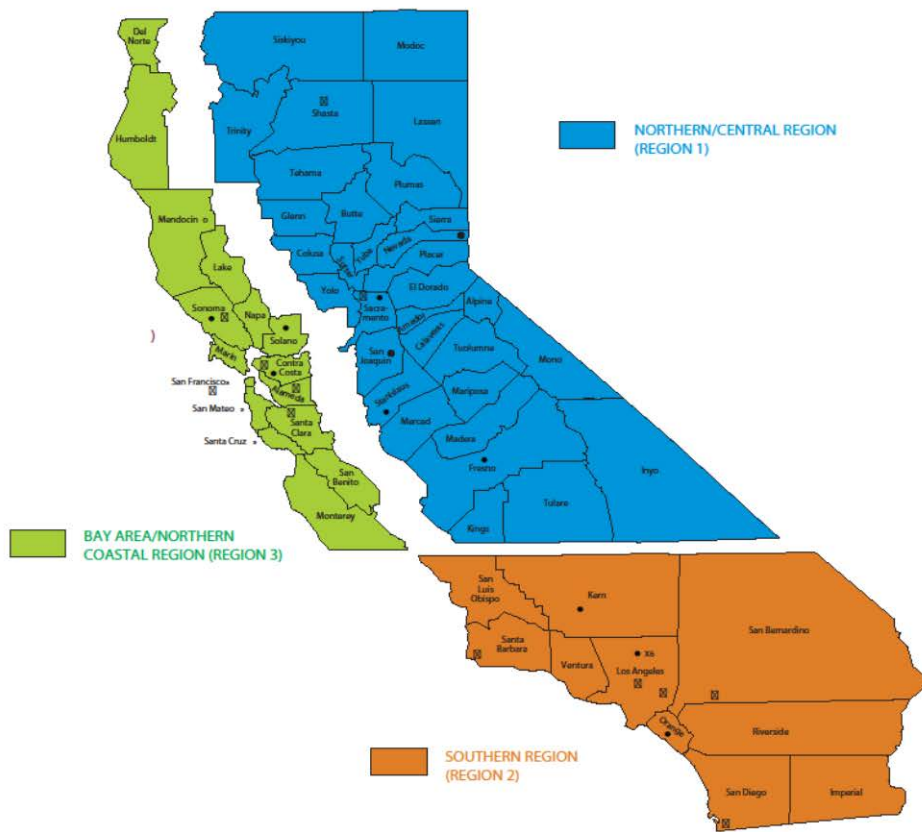 Del
Norte
Siskiyou
Modoc
Humboldt
Trinity
Shasta
Lassen
NORTHERN/CENTRAL REGION
(REGION 1)
Tehama
Plumas
Mendocin
Glenn
Butte
Sierra
Lake
Colusa
Sutter
Yuba
Nevada
Placer
Sonoma
Napa
Yolo
El Dorado
Solano
Sacra-
mento
Amador
Alpine
)
Marin
Contra
Costa
San
Joaquin
Calaveras
Tuolumne
Mono
San Francisco
Alameda
Stanislaus
Mariposa
San Mateo
Santa
Clara
Merced
Santa Cruz
Madera
San
Benito
Fresno
Inyo
Monterey
Kings
Tulare
BAY AREA/NORTHERN
COASTAL REGION (REGION 3)
San
Luis
Obispo
Kern
San Bernardino
Santa
Barbara
Ventura
X6
Los Angeles
Orange
Riverside
SOUTHERN REGION
(REGION 2)
San Diego
Imperial